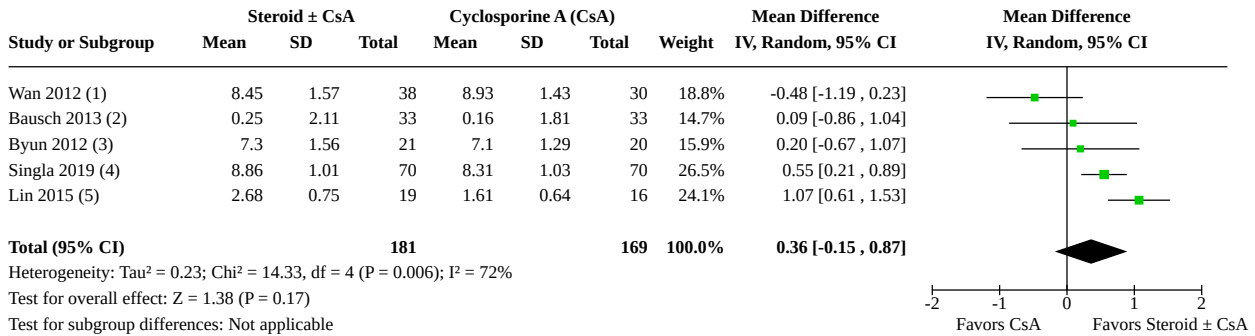 Steroid ± CsA Cyclosporine A (CsA) Mean Difference Mean Difference
Study or Subgroup Mean SD Total Mean SD Total Weight IV, Random, 95% CI IV, Random, 95% CI
Wan 2012 (1) 8.45 1.57 38 8.93 1.43 30 18.8% -0.48 [-1.19 , 0.23]
Bausch 2013 (2) 0.25 2.11 33 0.16 1.81 33 14.7% 0.09 [-0.86 , 1.04]
Byun 2012 (3) 7.3 1.56 21 7.1 1.29 20 15.9% 0.20 [-0.67 , 1.07]
Singla 2019 (4) 8.86 1.01 70 8.31 1.03 70 26.5% 0.55 [0.21 , 0.89]
Lin 2015 (5) 2.68 0.75 19 1.61 0.64 16 24.1% 1.07 [0.61 , 1.53]
Total (95% CI) 181 169 100.0% 0.36 [-0.15 , 0.87]
Heterogeneity: Tau² = 0.23; Chi² = 14.33, df = 4 (P = 0.006); I² = 72%
Test for overall effect: Z = 1.38 (P = 0.17)
Test for subgroup differences: Not applicable
-2 -1 0 1 2
Favors CsA Favors Steroid ± CsA